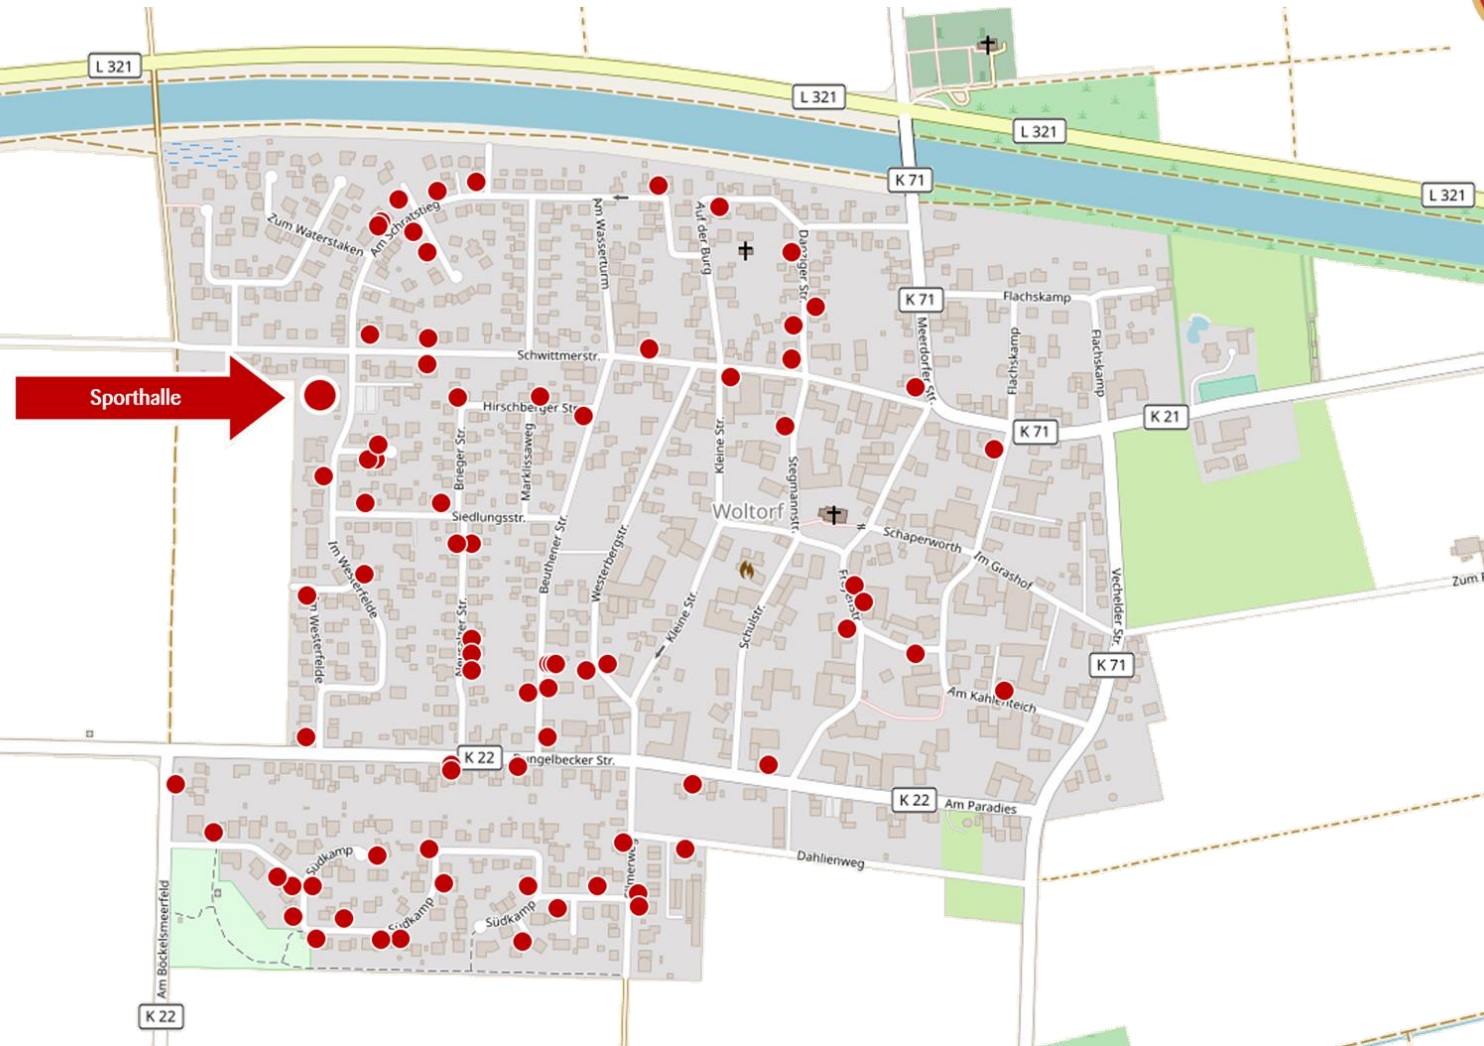 L 321
L 321
L 321
K 71
L 321
Zum Waterstaken
Am Schratstieg
Am Wasserturm
Auf der Burg
Danziger Str.
K 71
Flachskamp
Meerdorfer Str.
Flachskamp
Flachskamp
Schwittmerstr.
Sporthalle
Hirschberger Str.
K 21
K 71
Kleine Str.
Brieger Str.
Marklissaweg
Stegmannstr.
Woltorf
Siedlungsstr.
Schaperworth
Im Grashof
Im Westerfelde
Beuthener Str.
Westerbergstr.
Vechelder Str.
Zum
Kleine Str.
Schulstr.
Westerfelde
K 71
Am Kahlenteich
K 22
Dungelbecker Str.
K 22
Am Paradies
Südkamp
Dahlienweg
Am Bockelsmeerfeld
Südkamp
Südkamp
K 22